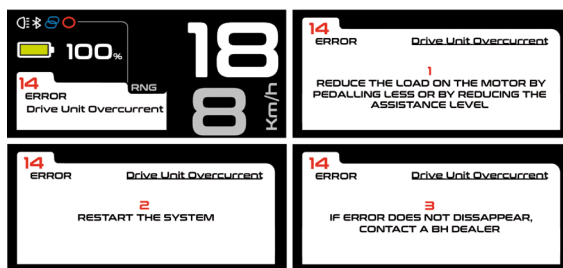 100%
18
8
Km/h
RNG
14
ERROR
Drive Unit Overcurrent
14
ERROR
Drive Unit Overcurrent
1
REDUCE THE LOAD ON THE MOTOR BY
PEDALLING LESS OR BY REDUCING THE
ASSISTANCE LEVEL
14
ERROR
Drive Unit Overcurrent
2
RESTART THE SYSTEM
14
ERROR
Drive Unit Overcurrent
3
IF ERROR DOES NOT DISSAPPEAR,
CONTACT A BH DEALER